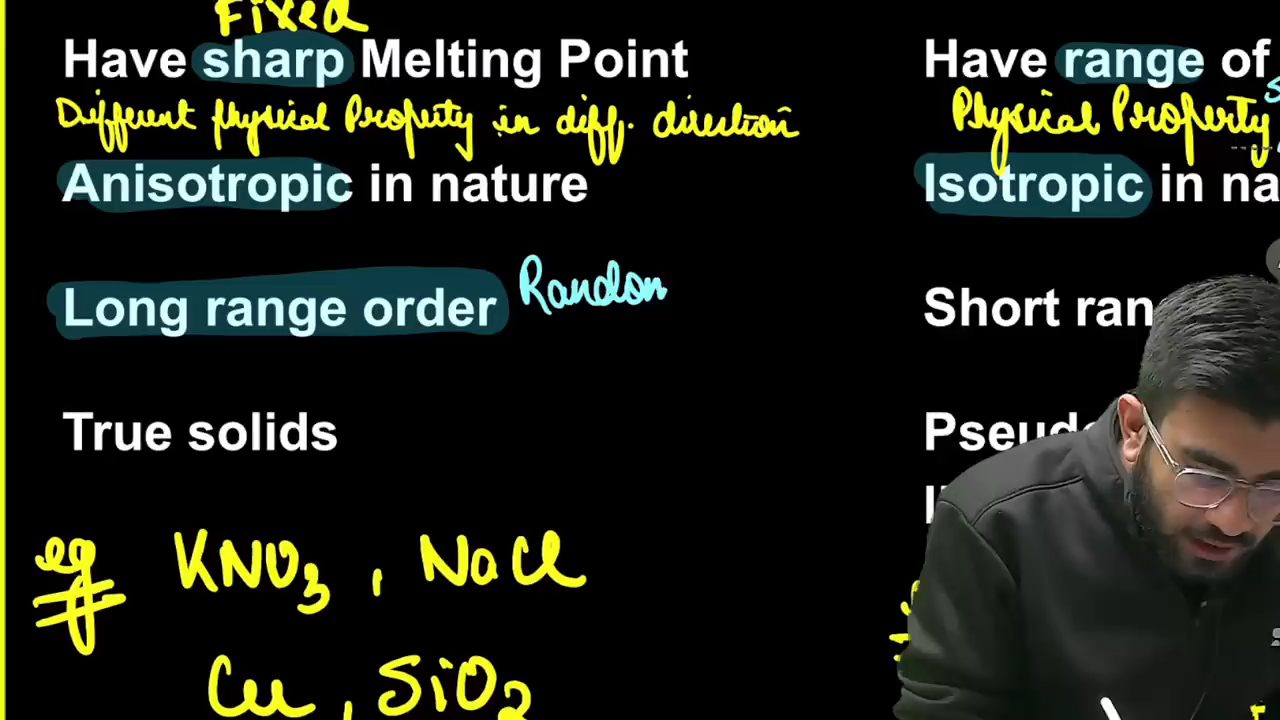 Fixed
Have sharp Melting Point
Different physical Property in diff. direction
Anisotropic in nature
Long range order Random
True solids
eg KNO3, NaCl
Cu, SiO2
Have range of
Physical Property
Isotropic in na
Short ran